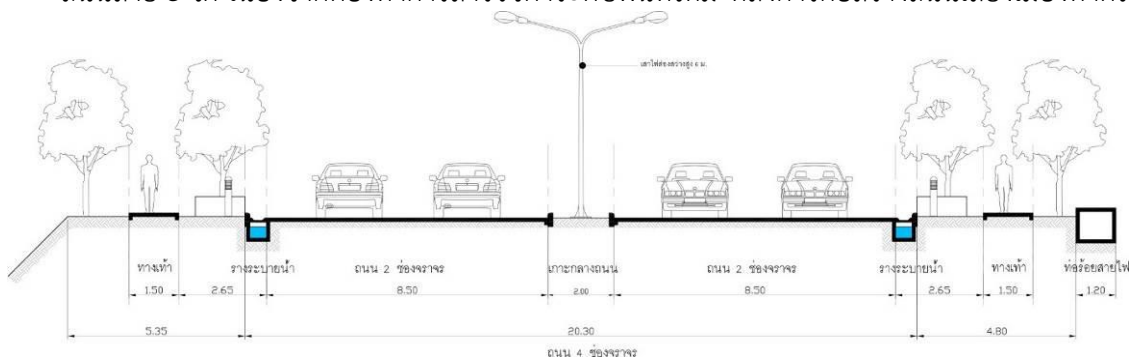 เสาไฟส่องสว่างสูง 6 ม.
ทางเท้า
รางระบายน้ำ
ถนน 2 ช่องจราจร
เกาะกลางถนน
ถนน 2 ช่องจราจร
รางระบายน้ำ
ทางเท้า
ท่อร้อยสายไฟ
1.50
2.65
8.50
2.00
8.50
2.65
1.50
1.20
5.35
20.30
4.80
ถนน 4 ช่องจราจร